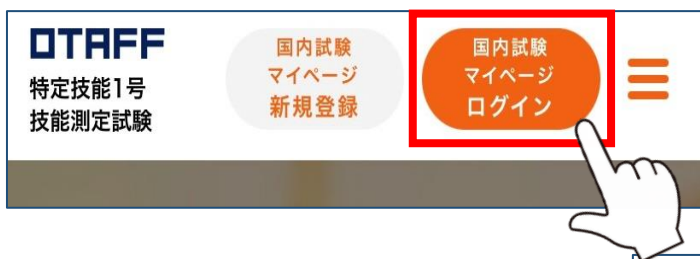 OTAFF
特定技能1号
技能測定試験
国内試験
マイページ
新規登録
国内試験
マイページ
ログイン